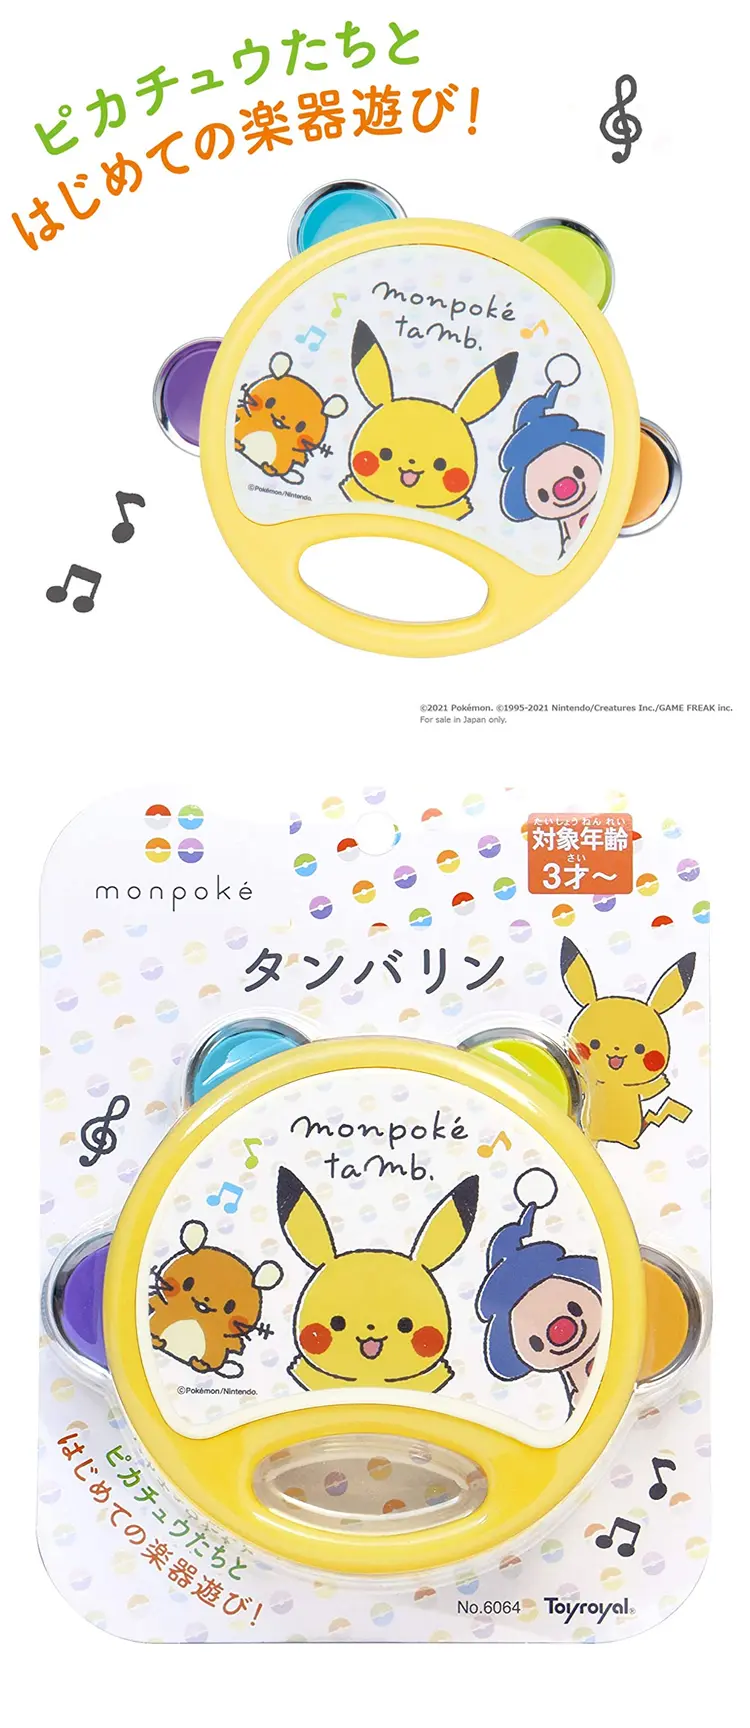 ピカチュウたちと
はじめての楽器遊び!
monpoké
tamb.
©Pokémon/Nintendo.
©2021 Pokémon. ©1995-2021 Nintendo/Creatures Inc./GAME FREAK inc.
For sale in Japan only.
monpoké
たいしょうねんれい
対象年齢
さい
3才～
タンバリン
monpoké
tamb.
©Pokémon/Nintendo.
ピカチュウたちと
はじめての楽器遊び!
No.6064 Toyroyal®